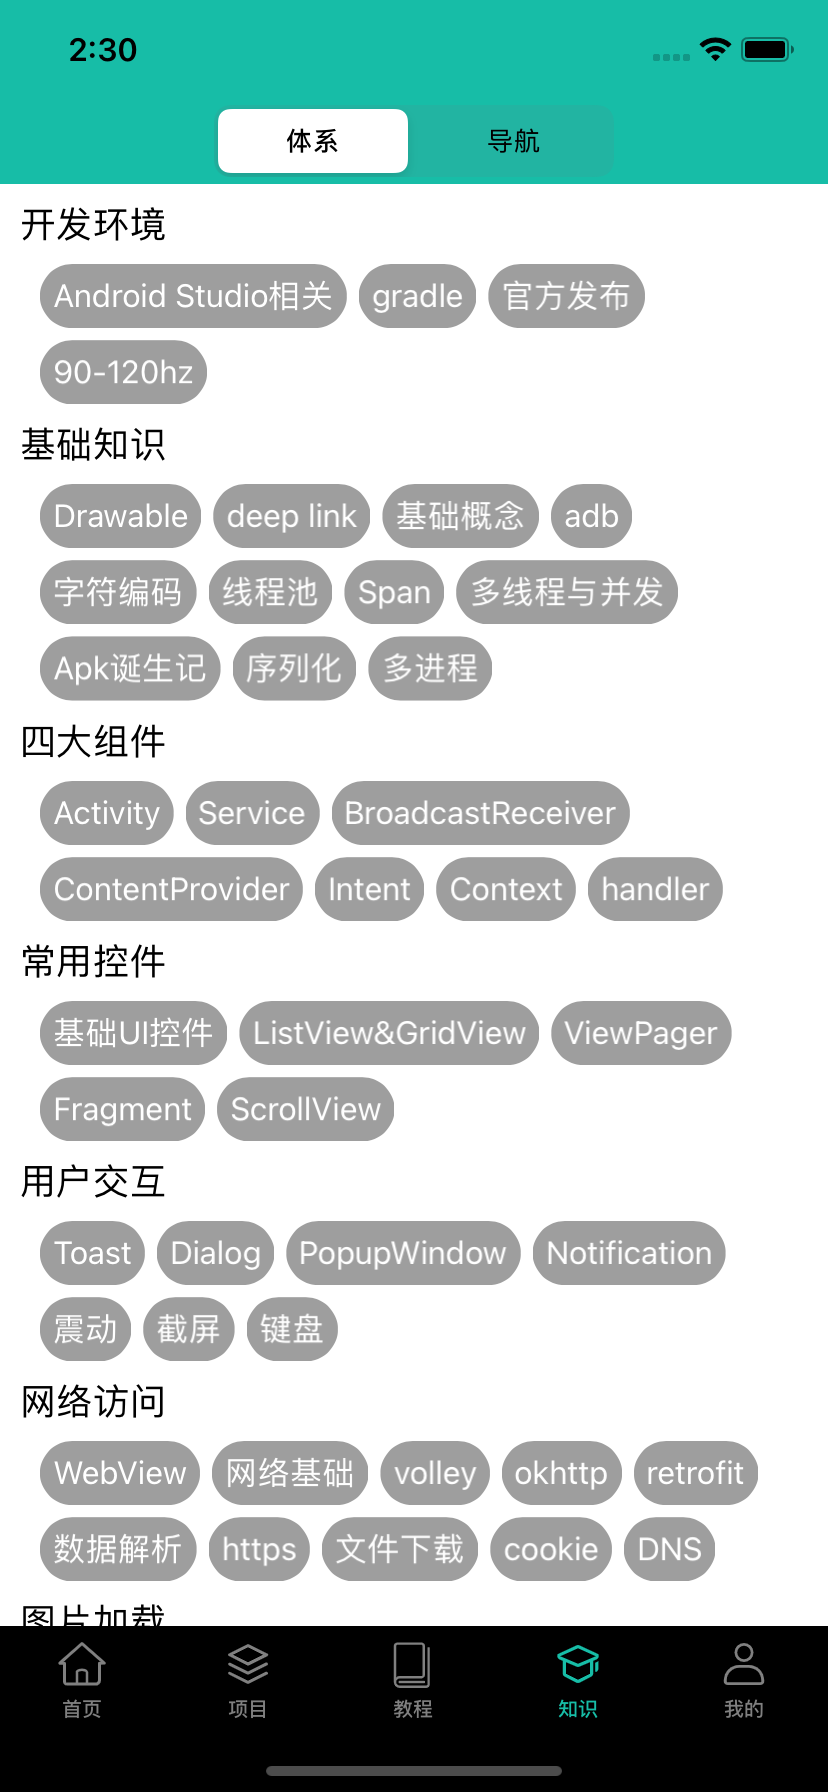 2:30
体系 导航
开发环境
Android Studio相关 gradle 官方发布
90-120hz
基础知识
Drawable deep link 基础概念 adb
字符编码 线程池 Span 多线程与并发
Apk诞生记 序列化 多进程
四大组件
Activity Service BroadcastReceiver
ContentProvider Intent Context handler
常用控件
基础UI控件 ListView&GridView ViewPager
Fragment ScrollView
用户交互
Toast Dialog PopupWindow Notification
震动 截屏 键盘
网络访问
WebView 网络基础 volley okhttp retrofit
数据解析 https 文件下载 cookie DNS
图片加载
首页 项目 教程 知识 我的